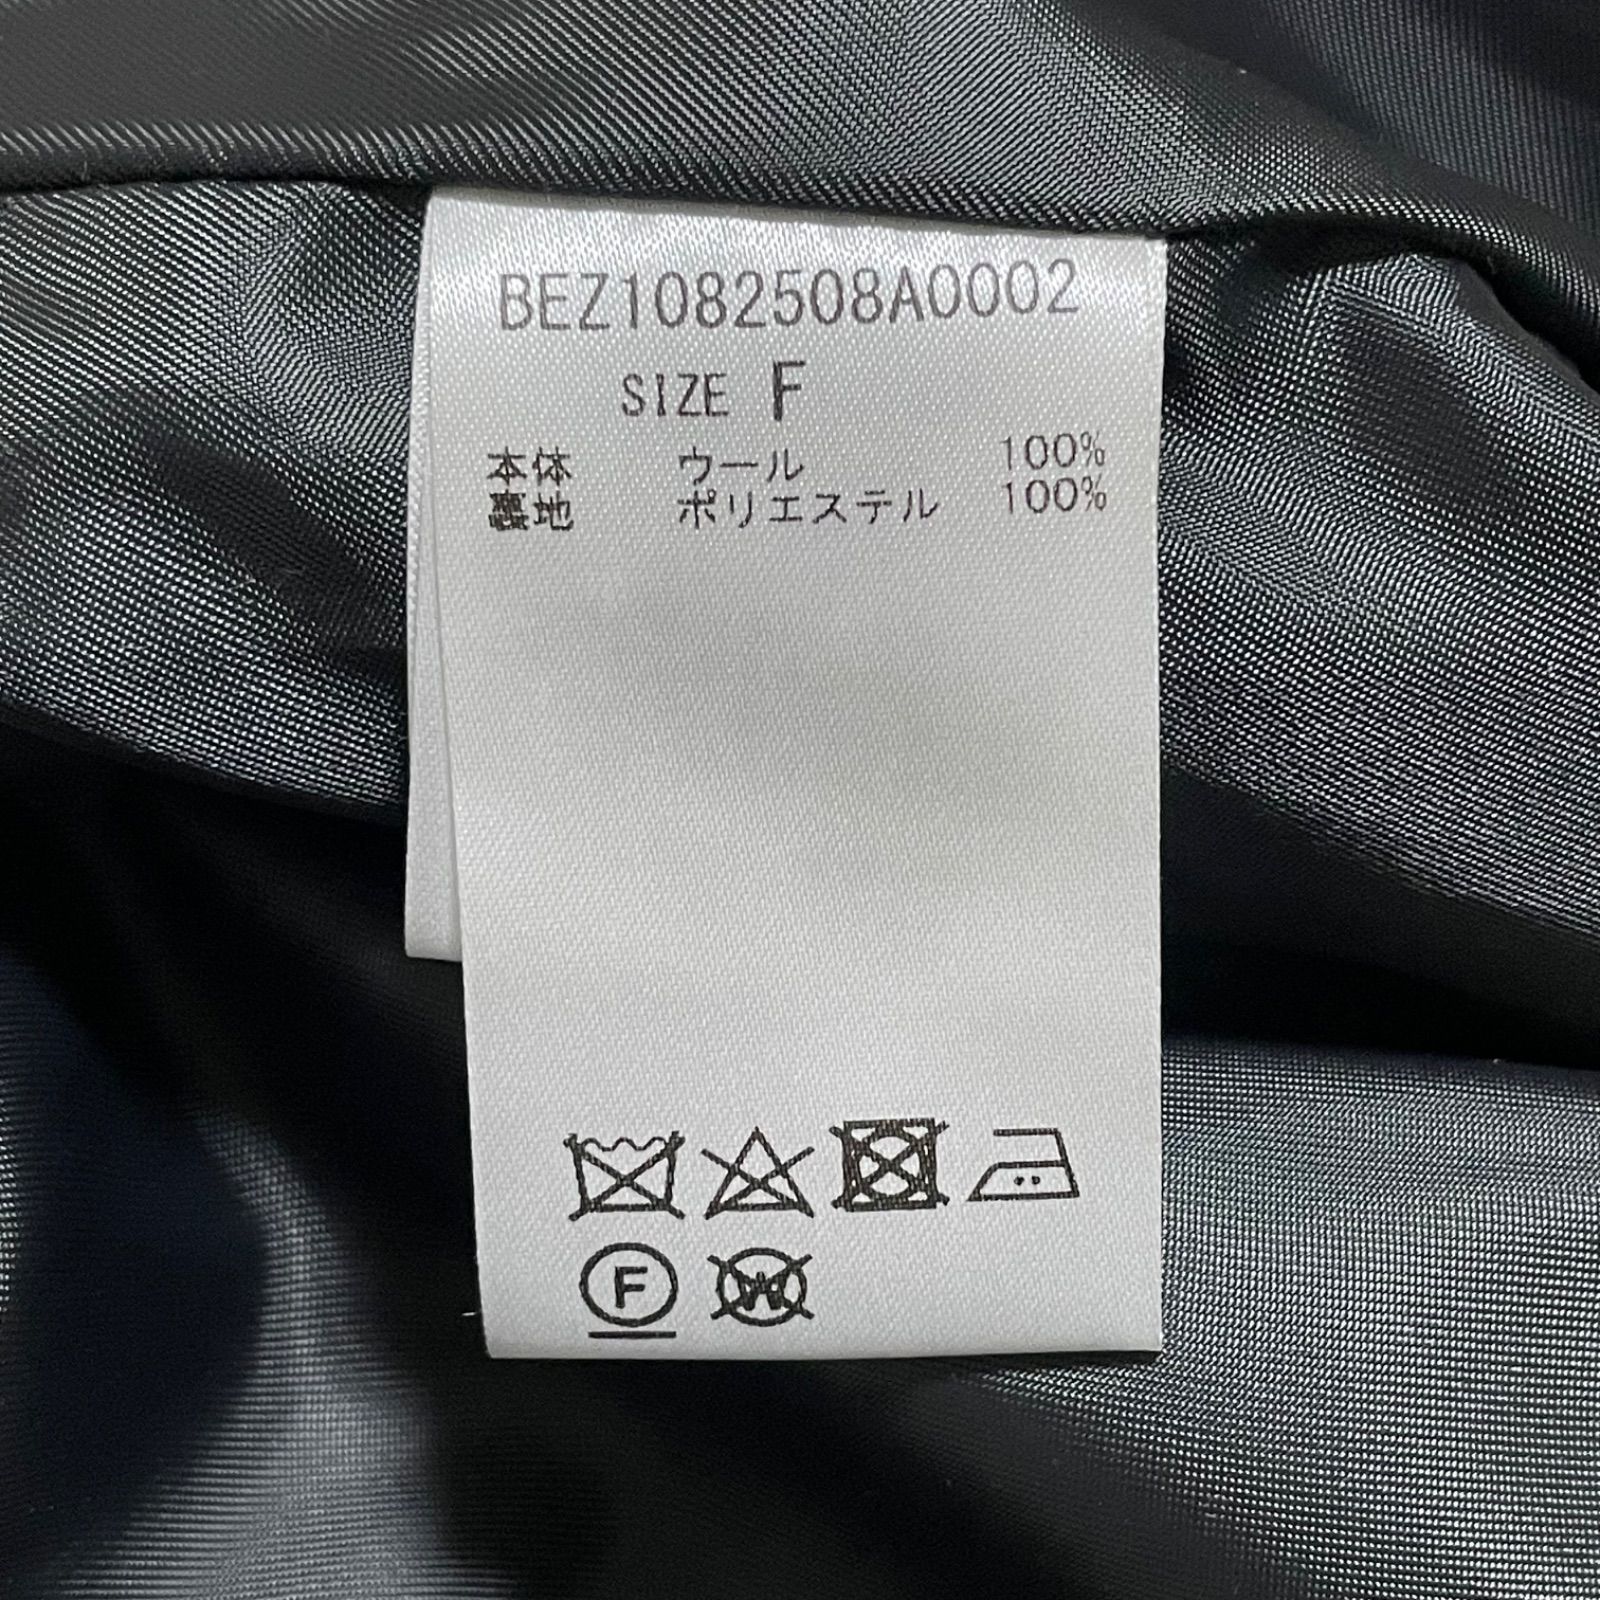 BEZ1082508A0002
SIZE F
本体 ウール 100%
裏地 ポリエステル 100%
F
W